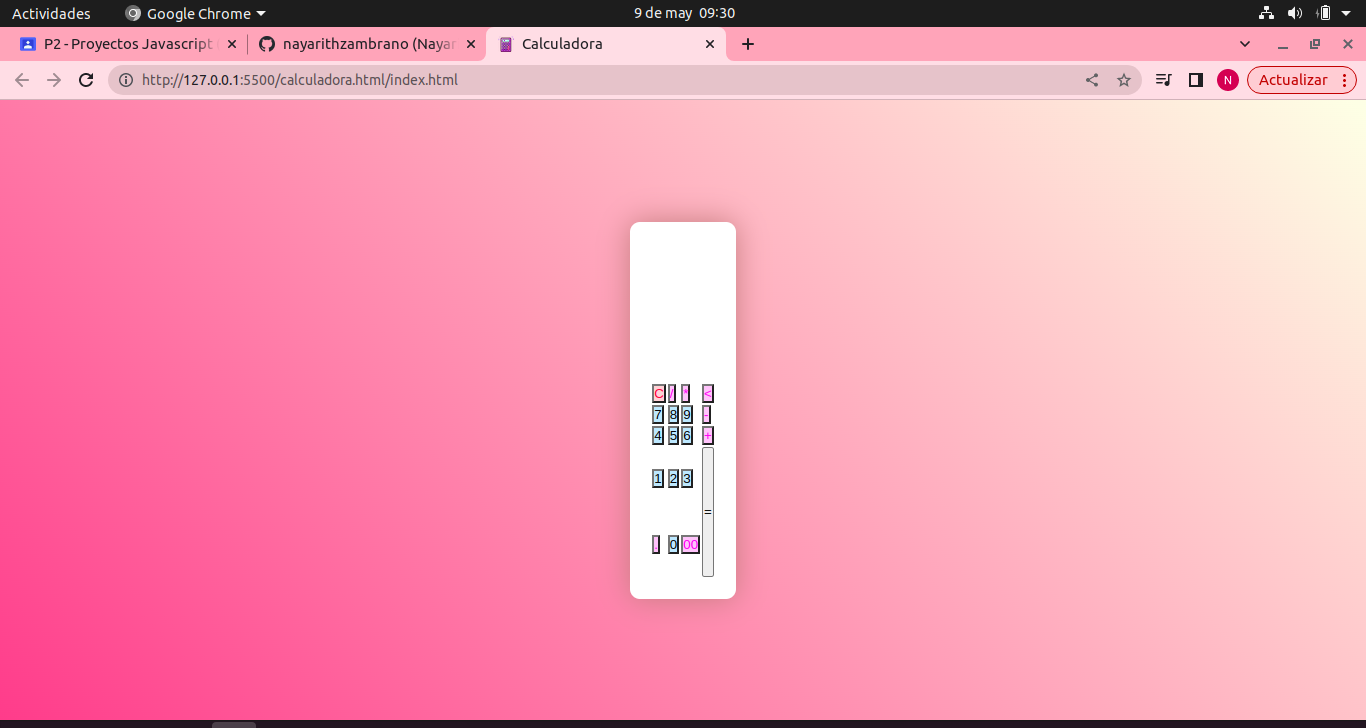 Actividades Google Chrome 9 de may 09:30
P2 - Proyectos Javascript nayarithzambrano (Nayar Calculadora
http://127.0.0.1:5500/calculadora.html/index.html N Actualizar
C / * <
7 8 9 -
4 5 6 +
1 2 3
=
. 0 00